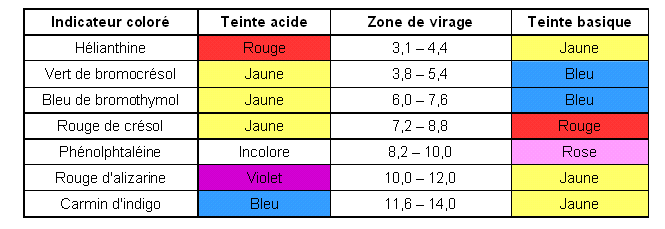 Indicateur coloré Teinte acide Zone de virage Teinte basique
Hélianthine Rouge 3,1 – 4,4 Jaune
Vert de bromocrésol Jaune 3,8 – 5,4 Bleu
Bleu de bromothymol Jaune 6,0 – 7,6 Bleu
Rouge de crésol Jaune 7,2 – 8,8 Rouge
Phénolphtaléine Incolore 8,2 – 10,0 Rose
Rouge d'alizarine Violet 10,0 – 12,0 Jaune
Carmin d'indigo Bleu 11,6 – 14,0 Jaune